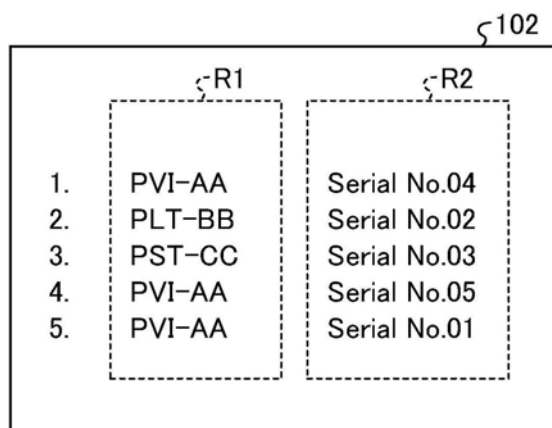 102
R1 R2
1. PVI-AA Serial No.04
2. PLT-BB Serial No.02
3. PST-CC Serial No.03
4. PVI-AA Serial No.05
5. PVI-AA Serial No.01